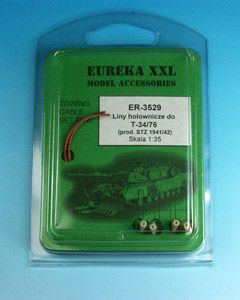 EUREKA XXL
MODEL ACCESSORIES
TOWING
CABLE
SET
ER-3529
Liny holownicze do
T-34/76
(prod. STZ 1941/42)
Skala 1:35